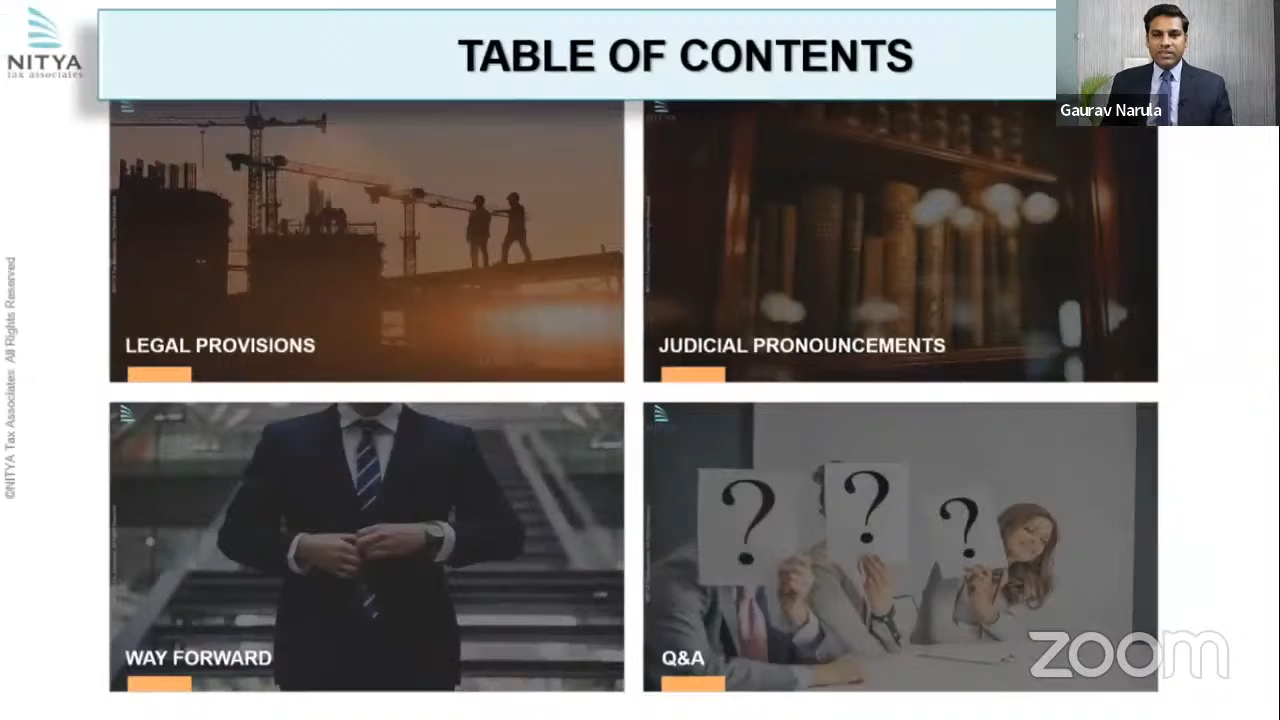 NITYA
tax associates
TABLE OF CONTENTS
Gaurav Narula
LEGAL PROVISIONS
JUDICIAL PRONOUNCEMENTS
WAY FORWARD
Q&A
?
?
?
©NITYA Tax Associates All Rights Reserved
zoom